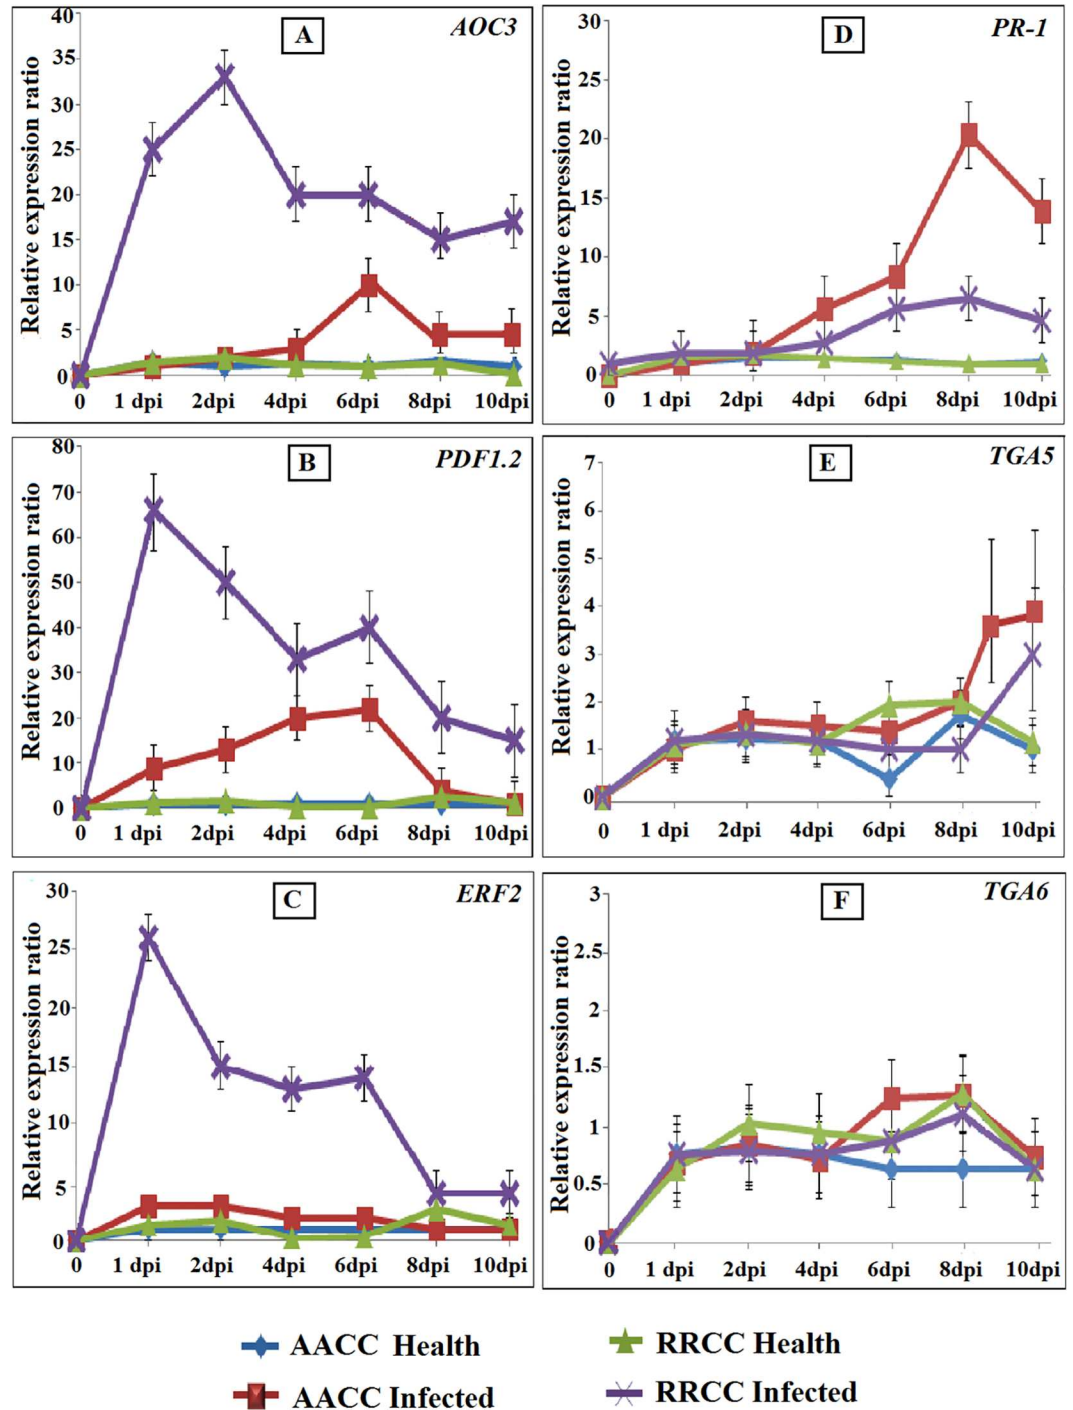 A
AOC3
Relative expression ratio
40
35
30
25
20
15
10
5
0
0 1 dpi 2dpi 4dpi 6dpi 8dpi 10dpi
D
PR-1
Relative expression ratio
30
25
20
15
10
5
0
0 1 dpi 2dpi 4dpi 6dpi 8dpi 10dpi
B
PDF1.2
Relative expression ratio
80
70
60
50
40
30
20
10
0
0 1 dpi 2dpi 4dpi 6dpi 8dpi 10dpi
E
TGA5
Relative expression ratio
7
6
5
4
3
2
1
0
0 1 dpi 2dpi 4dpi 6dpi 8dpi 10dpi
C
ERF2
Relative expression ratio
30
25
20
15
10
5
0
0 1 dpi 2dpi 4dpi 6dpi 8dpi 10dpi
F
TGA6
Relative expression ratio
3
2.5
2
1.5
1
0.5
0
0 1 dpi 2dpi 4dpi 6dpi 8dpi 10dpi
AACC Health
RRCC Health
AACC Infected
RRCC Infected